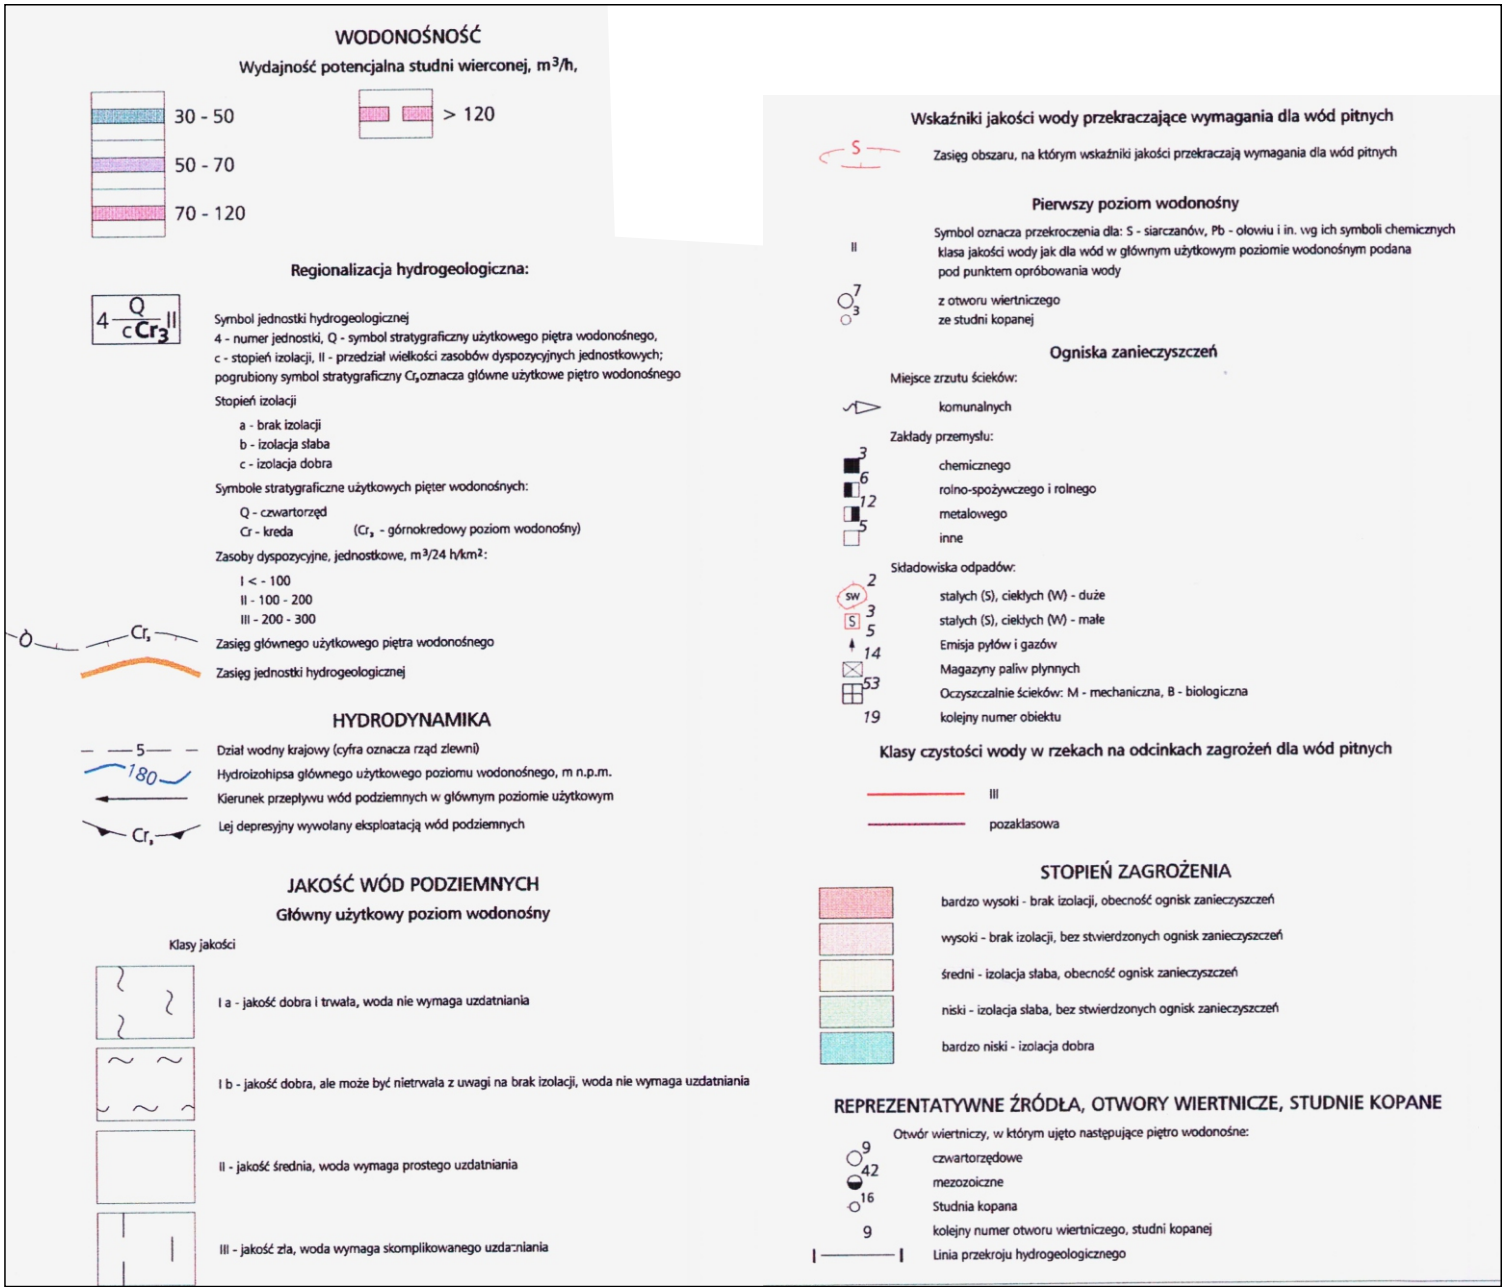 WODONOŚNOŚĆ
Wydajność potencjalna studni wierconej, m³/h,
30 - 50
> 120
50 - 70
70 - 120
Regionalizacja hydrogeologiczna:
4 Q II
c Cr₃
Symbol jednostki hydrogeologicznej
4 - numer jednostki, Q - symbol stratygraficzny użytkowego piętra wodonośnego,
c - stopień izolacji, II - przedział wielkości zasobów dyspozycyjnych jednostkowych;
pogrubiony symbol stratygraficzny Cr₃oznacza główne użytkowe piętro wodonośnego
Stopień izolacji
a - brak izolacji
b - izolacja słaba
c - izolacja dobra
Symbole stratygraficzne użytkowych pięter wodonośnych:
Q - czwartorzęd
Cr - kreda (Cr₃ - górnokredowy poziom wodonośny)
Zasoby dyspozycyjne, jednostkowe, m³/24 h/km²:
I < - 100
II - 100 - 200
III - 200 - 300
Q Cr₃ Zasięg głównego użytkowego piętra wodonośnego
Zasięg jednostki hydrogeologicznej
HYDRODYNAMIKA
5 Dział wodny krajowy (cyfra oznacza rząd zlewni)
180 Hydroizohipsa głównego użytkowego poziomu wodonośnego, m n.p.m.
Kierunek przepływu wód podziemnych w głównym poziomie użytkowym
Cr₃ Lej depresyjny wywołany eksploatacją wód podziemnych
JAKOŚĆ WÓD PODZIEMNYCH
Główny użytkowy poziom wodonośny
Klasy jakości
I a - jakość dobra i trwała, woda nie wymaga uzdatniania
I b - jakość dobra, ale może być nietrwała z uwagi na brak izolacji, woda nie wymaga uzdatniania
II - jakość średnia, woda wymaga prostego uzdatniania
III - jakość zła, woda wymaga skomplikowanego uzdatniania
Wskaźniki jakości wody przekraczające wymagania dla wód pitnych
S Zasięg obszaru, na którym wskaźniki jakości przekraczają wymagania dla wód pitnych
Pierwszy poziom wodonośny
Symbol oznacza przekroczenia dla: S - siarczanów, Pb - ołowiu i in. wg ich symboli chemicznych
II klasa jakości wody jak dla wód w głównym użytkowym poziomie wodonośnym podana
pod punktem opróbowania wody
7 z otworu wiertniczego
3 ze studni kopanej
Ogniska zanieczyszczeń
Miejsce zrzutu ścieków:
komunalnych
Zakłady przemysłu:
3 chemicznego
6 rolno-spożywczego i rolnego
12 metalowego
5 inne
Składowiska odpadów:
2 SW stałych (S), ciekłych (W) - duże
3 S stałych (S), ciekłych (W) - małe
5 Emisja pyłów i gazów
14 Magazyny paliw płynnych
53 Oczyszczalnie ścieków: M - mechaniczna, B - biologiczna
19 kolejny numer obiektu
Klasy czystości wody w rzekach na odcinkach zagrożeń dla wód pitnych
III
pozaklasowa
STOPIEŃ ZAGROŻENIA
bardzo wysoki - brak izolacji, obecność ognisk zanieczyszczeń
wysoki - brak izolacji, bez stwierdzonych ognisk zanieczyszczeń
średni - izolacja słaba, obecność ognisk zanieczyszczeń
niski - izolacja słaba, bez stwierdzonych ognisk zanieczyszczeń
bardzo niski - izolacja dobra
REPREZENTATYWNE ŹRÓDŁA, OTWORY WIERTNICZE, STUDNIE KOPANE
Otwór wiertniczy, w którym ujęto następujące piętro wodonośne:
9 czwartorzędowe
42 mezozoiczne
16 Studnia kopana
9 kolejny numer otworu wiertniczego, studni kopanej
Linia przekroju hydrogeologicznego